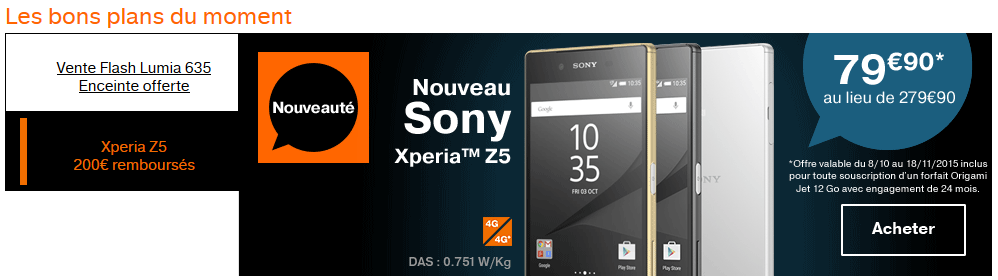 Les bons plans du moment
Vente Flash Lumia 635
Enceinte offerte
Xperia Z5
200€ remboursés
Nouveauté
Nouveau
Sony
Xperia™ Z5
4G
4G+
DAS : 0.751 W/Kg
SONY
Google
10
35
FRI 03 OCT
Google
Play Store
Play Store
79€90*
au lieu de 279€90
*Offre valable du 8/10 au 18/11/2015 inclus
pour toute souscription d'un forfait Origami
Jet 12 Go avec engagement de 24 mois.
Acheter